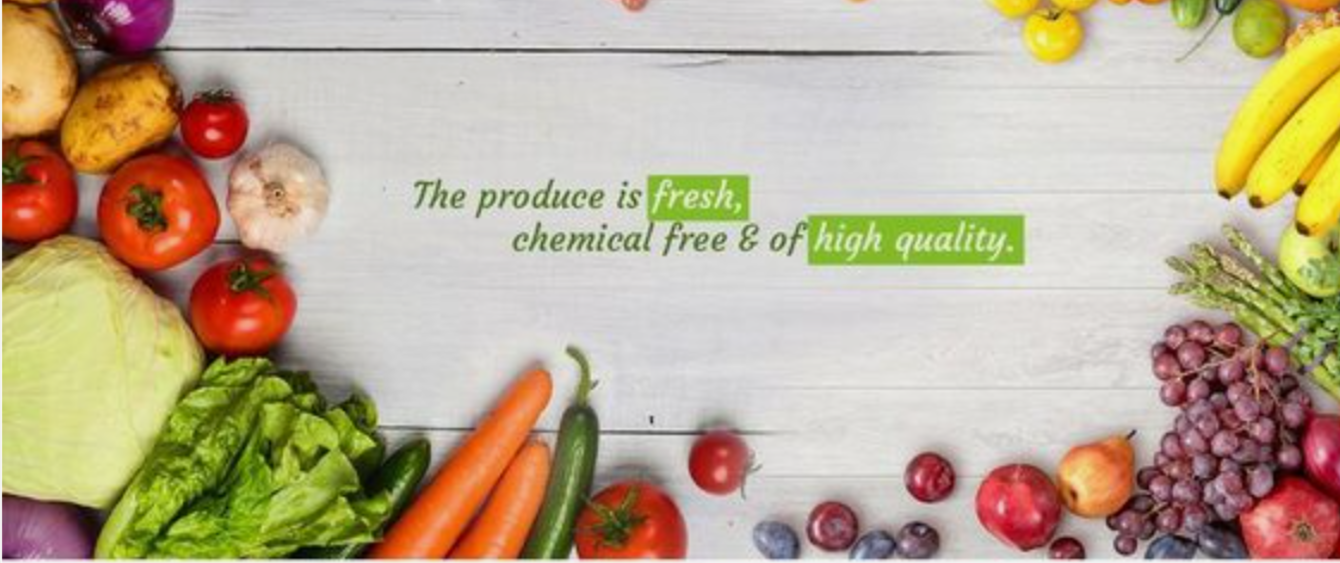 The produce is fresh,
chemical free & of high quality.